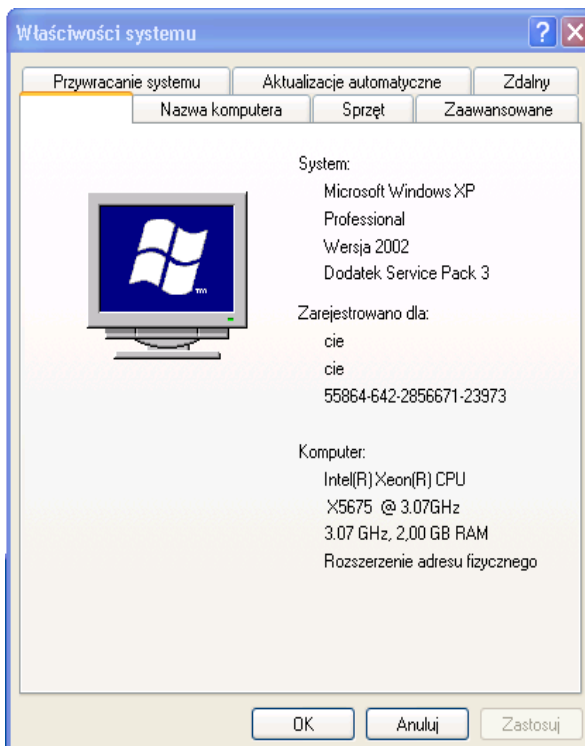 Właściwości systemu
Przywracanie systemu
Aktualizacje automatyczne
Zdalny
Nazwa komputera
Sprzęt
Zaawansowane
System:
Microsoft Windows XP
Professional
Wersja 2002
Dodatek Service Pack 3
Zarejestrowano dla:
cie
cie
55864-642-2856671-23973
Komputer:
Intel(R) Xeon(R) CPU
X5675 @ 3.07GHz
3.07 GHz, 2,00 GB RAM
Rozszerzenie adresu fizycznego
OK
Anuluj
Zastosuj